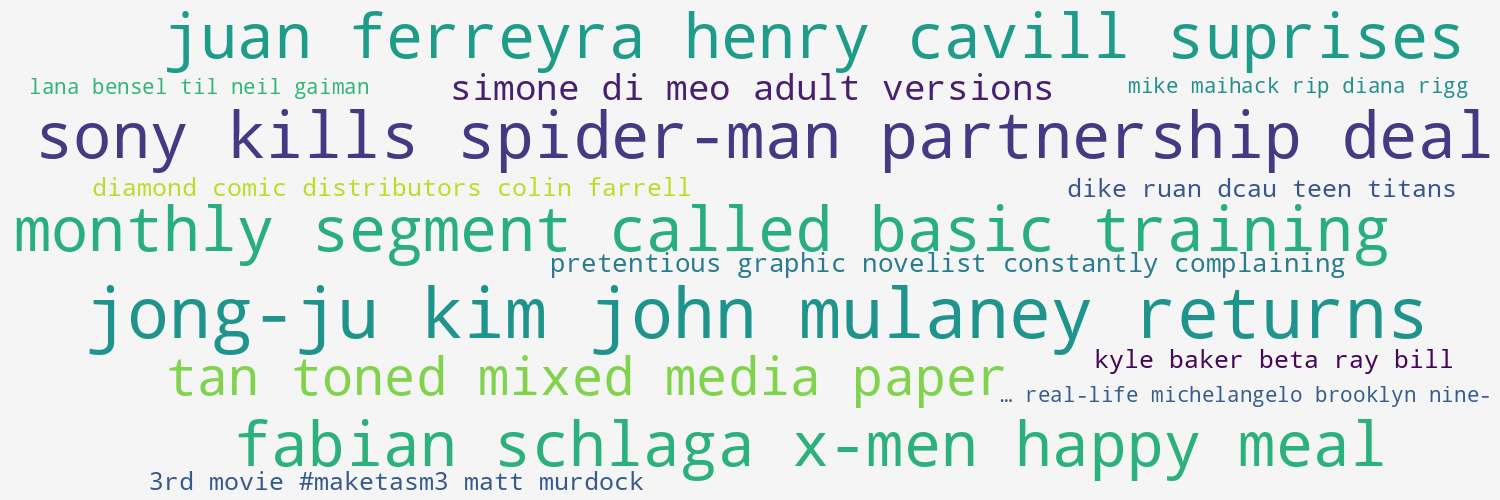 juan ferreyra henry cavill suprises
lana bensel til neil gaiman
simone di meo adult versions
mike maihack rip diana rigg
sony kills spider-man partnership deal
diamond comic distributors colin farrell
dike ruan dcau teen titans
monthly segment called basic training
pretentious graphic novelist constantly complaining
jong-ju kim john mulaney returns
kyle baker beta ray bill
tan toned mixed media paper
… real-life michelangelo brooklyn nine-
fabian schlaga x-men happy meal
3rd movie #maketasm3 matt murdock